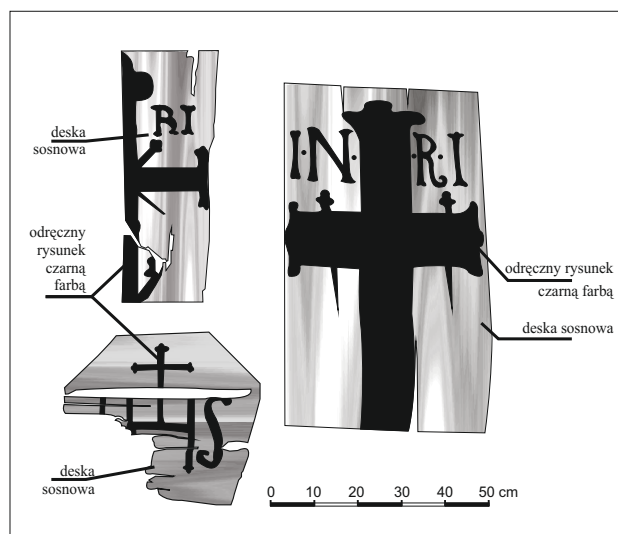 RI
deska
sosnowa
odręczny
rysunek
czarną
farbą
I·N·R·I
odręczny rysunek
czarną farbą
deska sosnowa
IHS
deska
sosnowa
0 10 20 30 40 50 cm